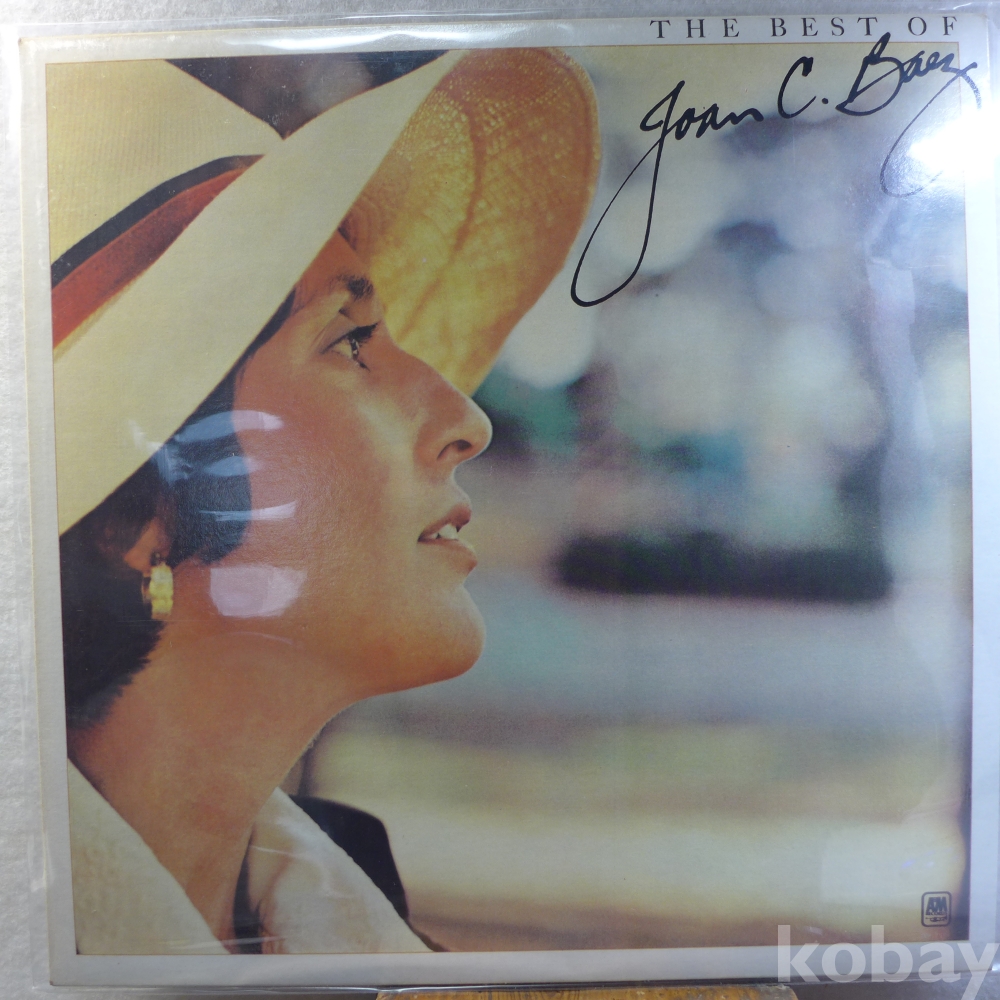 THE BEST OF
Joan C. Baez
A&M
kobay